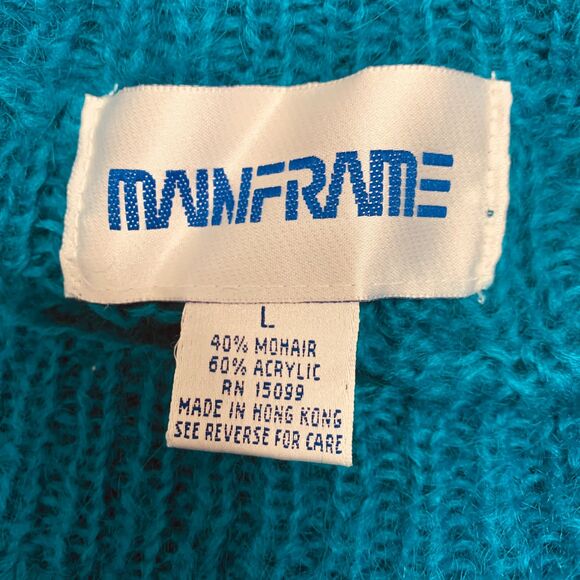 MAINFRAME
L
40% MOHAIR
60% ACRYLIC
RN 15099
MADE IN HONG KONG
SEE REVERSE FOR CARE